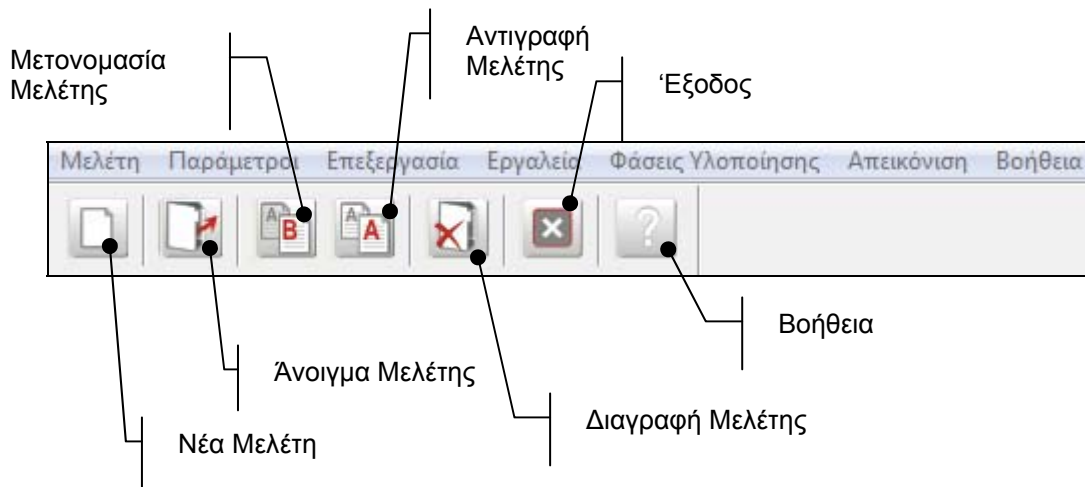 Αντιγραφή
Μελέτης
Μετονομασία
Μελέτης
‘Εξοδος
Μελέτη Παράμετροι Επεξεργασία Εργαλεία Φάσεις Υλοποίησης Απεικόνιση Βοήθεια
A B A A ?
Βοήθεια
Άνοιγμα Μελέτης
Διαγραφή Μελέτης
Νέα Μελέτη